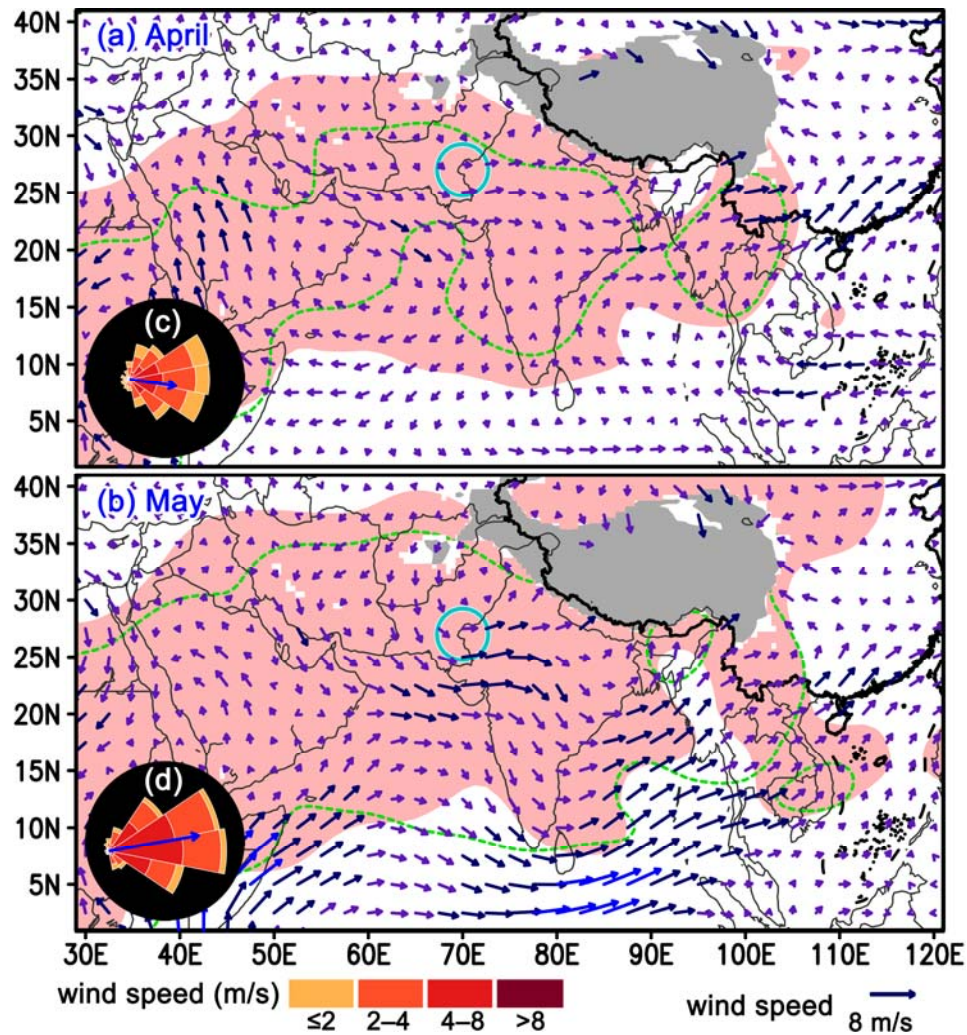 40N
(a) April
35N
30N
25N
20N
15N
(c)
10N
5N
40N
(b) May
35N
30N
25N
20N
15N
(d)
10N
5N
30E 40E 50E 60E 70E 80E 90E 100E 110E 120E
wind speed (m/s) ≤2 2–4 4–8 >8
wind speed 8 m/s